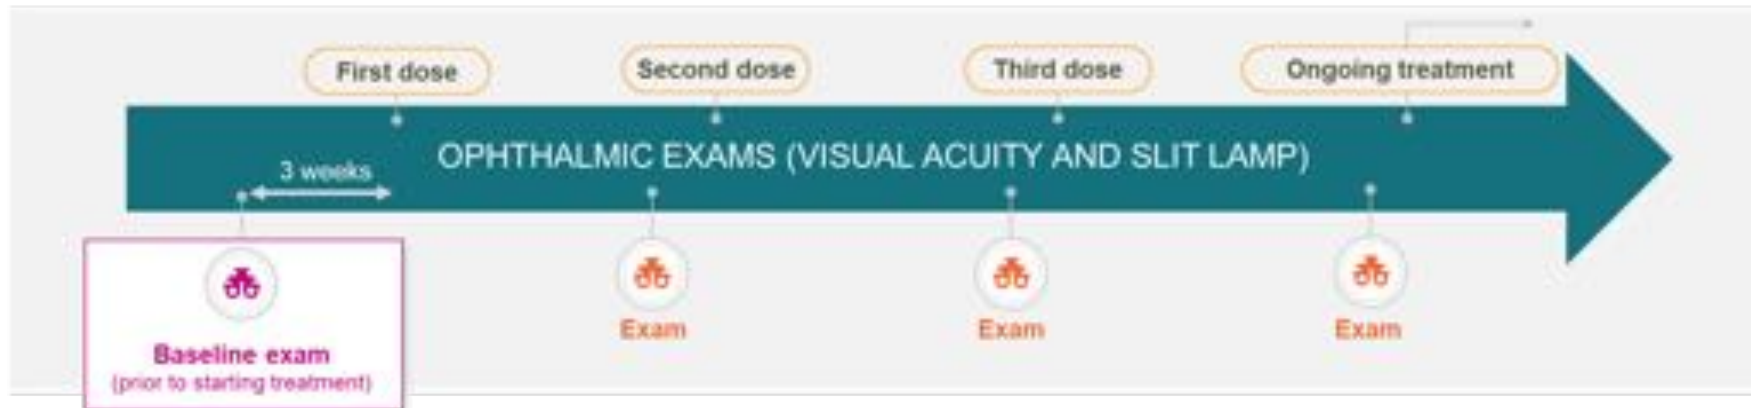 First dose
Second dose
Third dose
Ongoing treatment
OPHTHALMIC EXAMS (VISUAL ACUITY AND SLIT LAMP)
3 weeks
Baseline exam
(prior to starting treatment)
Exam
Exam
Exam